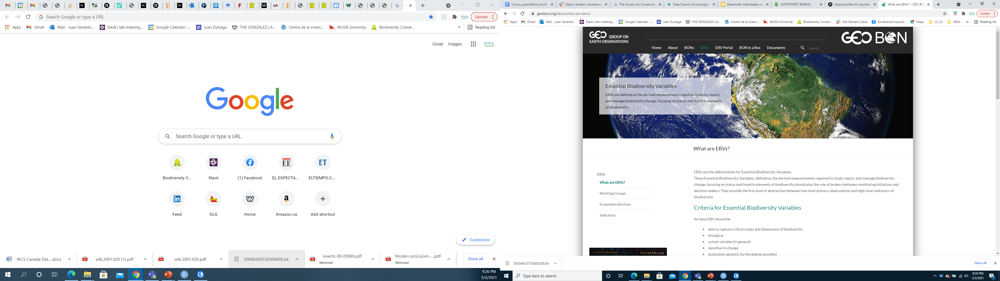 Search Google or type a URL
Update
Apps
Gmail
Mail - Juan Gerardo...
Slack | lab-meeting...
Google Calendar -...
Juan Zuloaga
THE GONZALEZ LA...
Centre de la scienc...
McGill University
Biodiversity Conser...
»
Reading list
Gmail
Images
diversa
tropical
Google
Search Google or type a URL
Biodiversity C...
Slack
(1) Facebook
EL ESPECTA...
ELTIEMPO.C...
Feed
OLG
Home
Amazon.ca
Add shortcut
Customize
WCS Canada Dat....docx
wlb.2001.020 (1).pdf
wlb.2001.020.pdf
S0006320720308405.txt
insects-08-00069.pdf
Removed
Model-curriculum-....pdf
Removed
Show all
9:26 PM
5/3/2021
Cursos_quantitative_thinkin
Slack | random | ecodiversa
The Society for Conservatio
Data Science for ecologists
Desarrollar habilidades co
NORTHWEST BOREAL
Opportunities for big data
What are EBVs? – GEO BO
geobon.org/ebvs/what-are-ebvs/
Update
Apps
Gmail
Mail - Juan Gerardo...
Slack | lab-meeting...
Google Calendar -...
Juan Zuloaga
THE GONZALEZ LA...
Centre de la scienc...
McGill University
Biodiversity Conser...
Get Started | Slack
Ecodiversa tropical...
Maps
LC_LU
KBAs
»
Reading list
GEO GROUP ON
EARTH OBSERVATIONS
GEO BON
Home
About
BONs
EBVs
EBV Portal
BON in a Box
Documents
Search...
Essential Biodiversity Variables
EBVs are defined as the derived measurements required to study, report,
and manage biodiversity change, focusing on status and trend in elements
of biodiversity.
What are EBVs?
EBVs
What are EBVs?
Working Groups
Ecosystem Services
Indicators
EBVs are the abbreviation for Essential Biodiversity Variables.
These Essential Biodiversity Variables, defined as the derived measurements required to study, report, and manage biodiversity
change, focusing on status and trend in elements of biodiversity should play the role of brokers between monitoring initiatives and
decision makers. They provide the first level of abstraction between low-level primary observations and high-level indicators of
biodiversity.
Criteria for Essential Biodiversity Variables
An ideal EBV should be
• able to capture critical scales and dimensions of biodiversity
• biological
• a state variable (in general)
• sensitive to change
• ecosystem agnostic (to the degree possible)
textContent for firstChild
S0034425718305200.txt
Show all
Type here to search
9:26 PM
5/3/2021